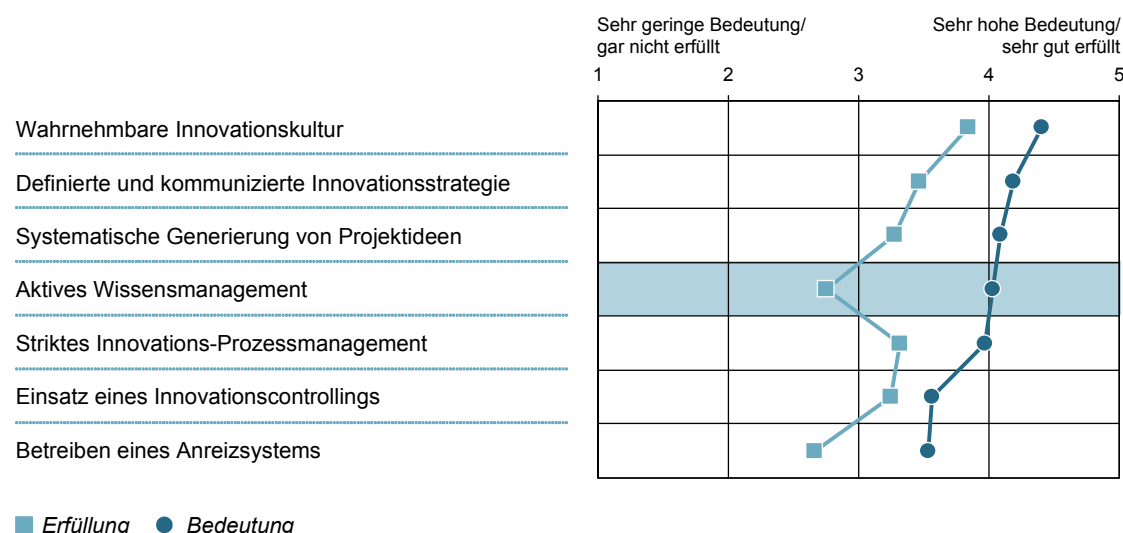 Sehr geringe Bedeutung/
gar nicht erfüllt
Sehr hohe Bedeutung/
sehr gut erfüllt
1 2 3 4 5
Wahrnehmbare Innovationskultur
Definierte und kommunizierte Innovationsstrategie
Systematische Generierung von Projektideen
Aktives Wissensmanagement
Striktes Innovations-Prozessmanagement
Einsatz eines Innovationscontrollings
Betreiben eines Anreizsystems
Erfüllung Bedeutung